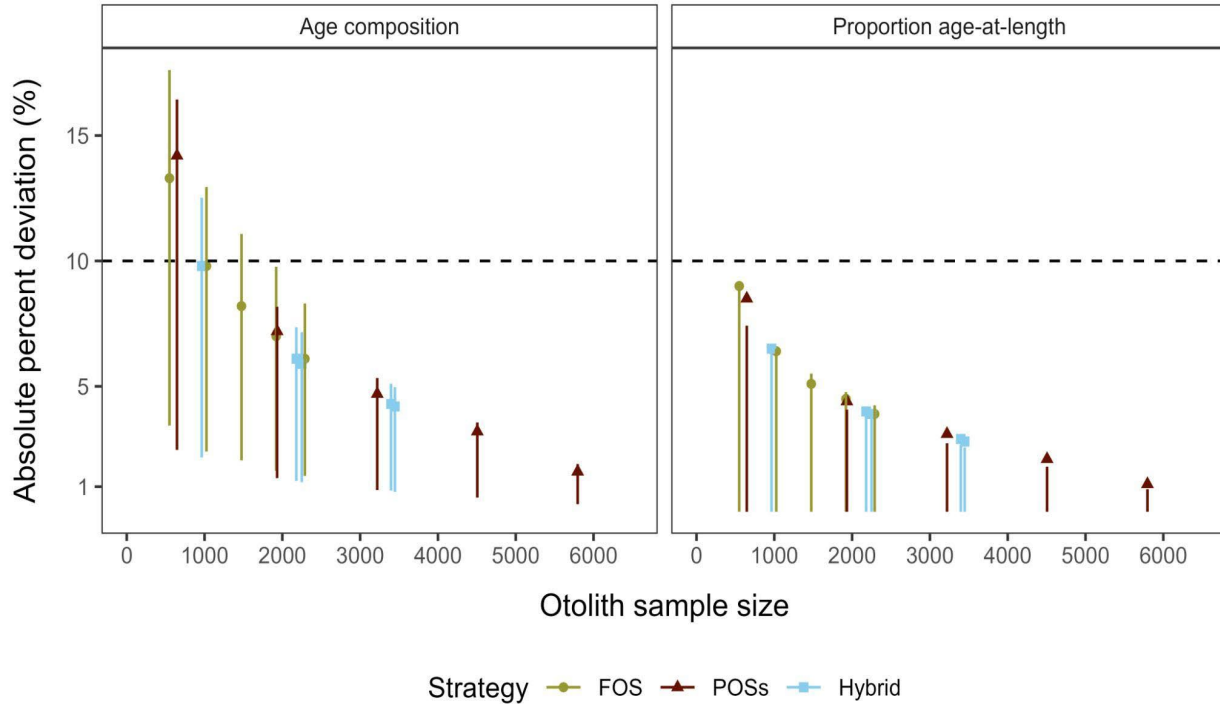 Age composition
Proportion age-at-length
Absolute percent deviation (%)
15
10
5
1
0 1000 2000 3000 4000 5000 6000
0 1000 2000 3000 4000 5000 6000
Otolith sample size
Strategy FOS POSs Hybrid